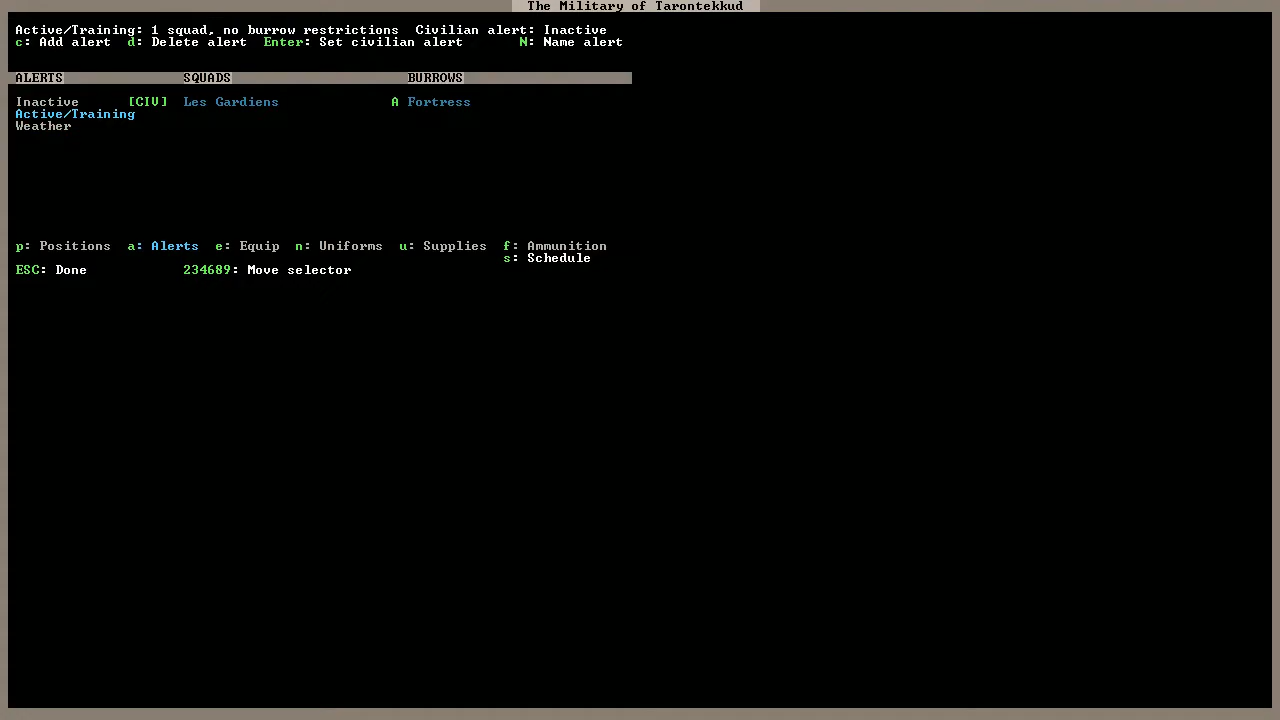 The Military of Tarontekkud
Active/Training: 1 squad, no burrow restrictions  Civilian alert: Inactive
c: Add alert  d: Delete alert  Enter: Set civilian alert  N: Name alert
ALERTS  SQUADS  BURROWS
Inactive  [CIV]  Les Gardiens  A Fortress
Active/Training
Weather
p: Positions  a: Alerts  e: Equip  n: Uniforms  u: Supplies  f: Ammunition
s: Schedule
ESC: Done  234689: Move selector